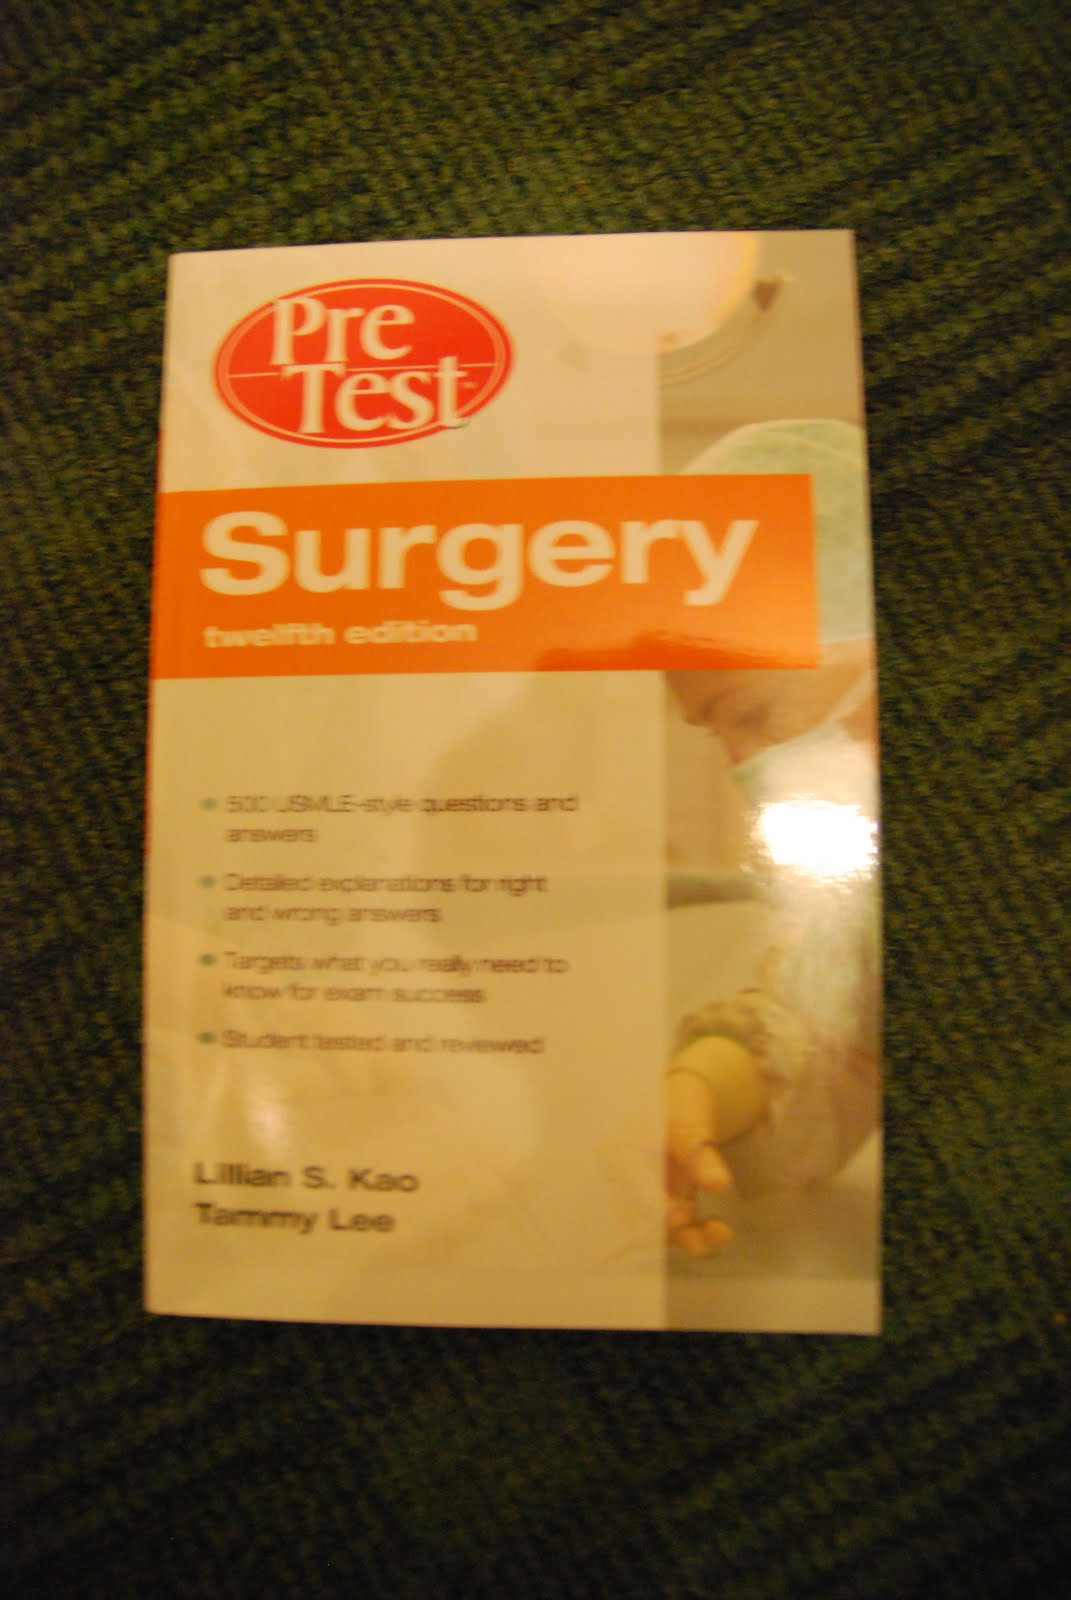 Pre
Test™
Surgery
twelfth edition
• 500 USMLE-style questions and
answers
• Detailed explanations for right
and wrong answers
• Targets what you really need to
know for exam success
• Student tested and reviewed
Lillian S. Kao
Tammy Lee